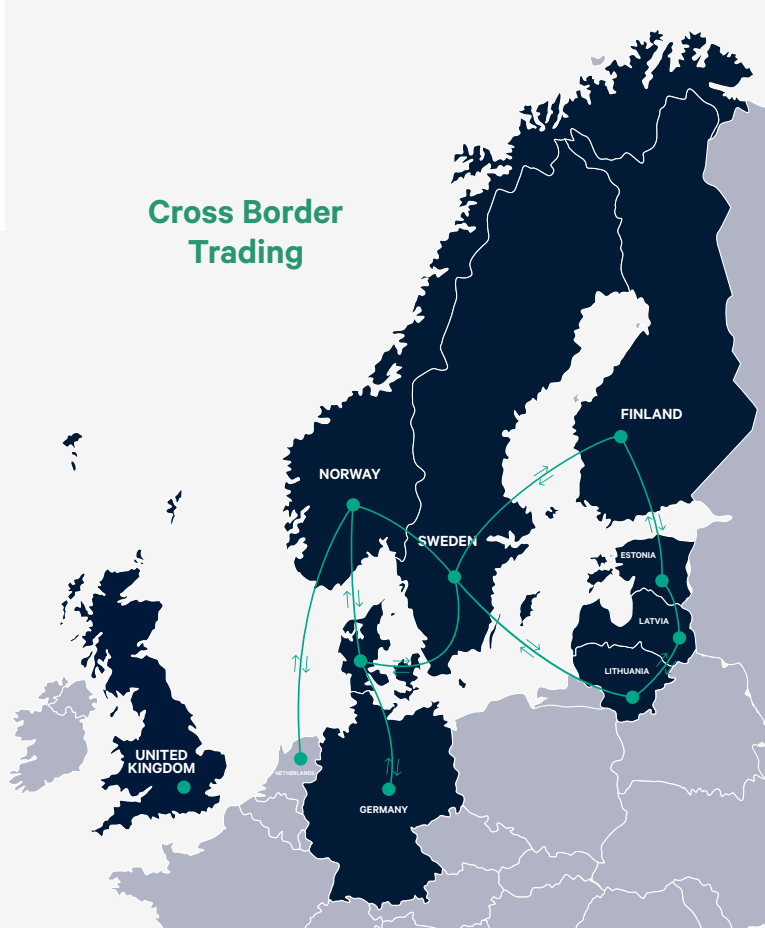 Cross Border
Trading
FINLAND
NORWAY
SWEDEN
ESTONIA
LATVIA
LITHUANIA
UNITED
KINGDOM
NETHERLANDS
GERMANY